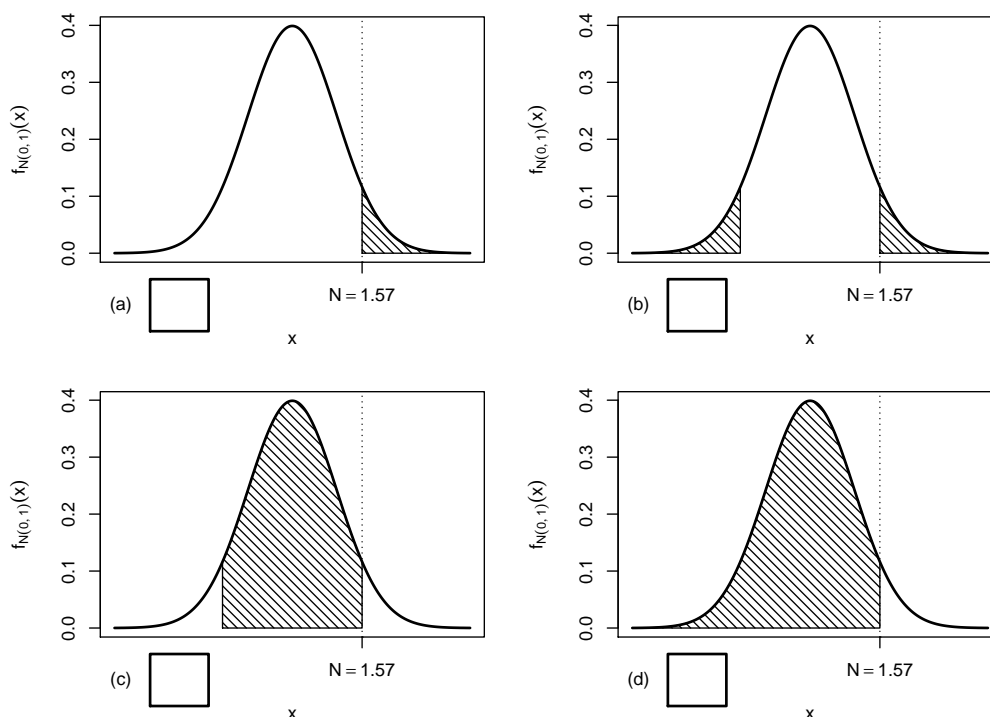 0.4
0.3
0.2
0.1
0.0
f_N(0, 1)(x)
N = 1.57
(a)
x
0.4
0.3
0.2
0.1
0.0
f_N(0, 1)(x)
N = 1.57
(b)
x
0.4
0.3
0.2
0.1
0.0
f_N(0, 1)(x)
N = 1.57
(c)
x
0.4
0.3
0.2
0.1
0.0
f_N(0, 1)(x)
N = 1.57
(d)
x